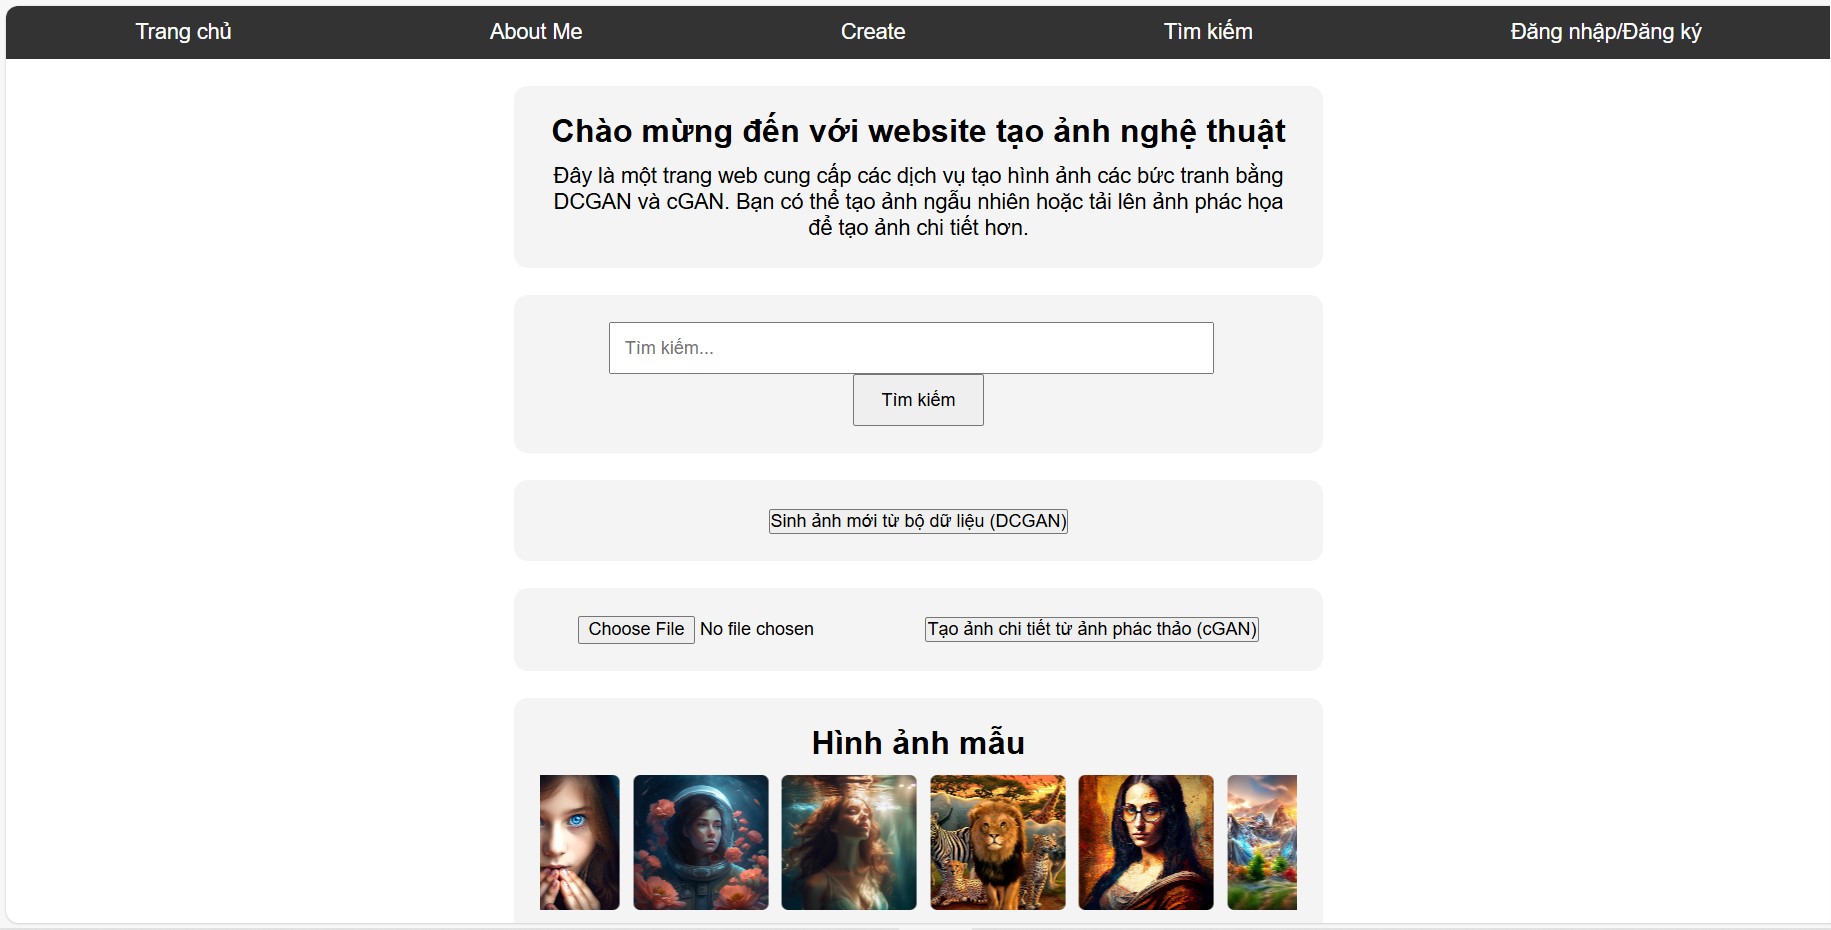 Trang chủ About Me Create Tìm kiếm Đăng nhập/Đăng ký
Chào mừng đến với website tạo ảnh nghệ thuật
Đây là một trang web cung cấp các dịch vụ tạo hình ảnh các bức tranh bằng
DCGAN và cGAN. Bạn có thể tạo ảnh ngẫu nhiên hoặc tải lên ảnh phác họa
để tạo ảnh chi tiết hơn.
Tìm kiếm...
Tìm kiếm
Sinh ảnh mới từ bộ dữ liệu (DCGAN)
Choose File No file chosen Tạo ảnh chi tiết từ ảnh phác thảo (cGAN)
Hình ảnh mẫu